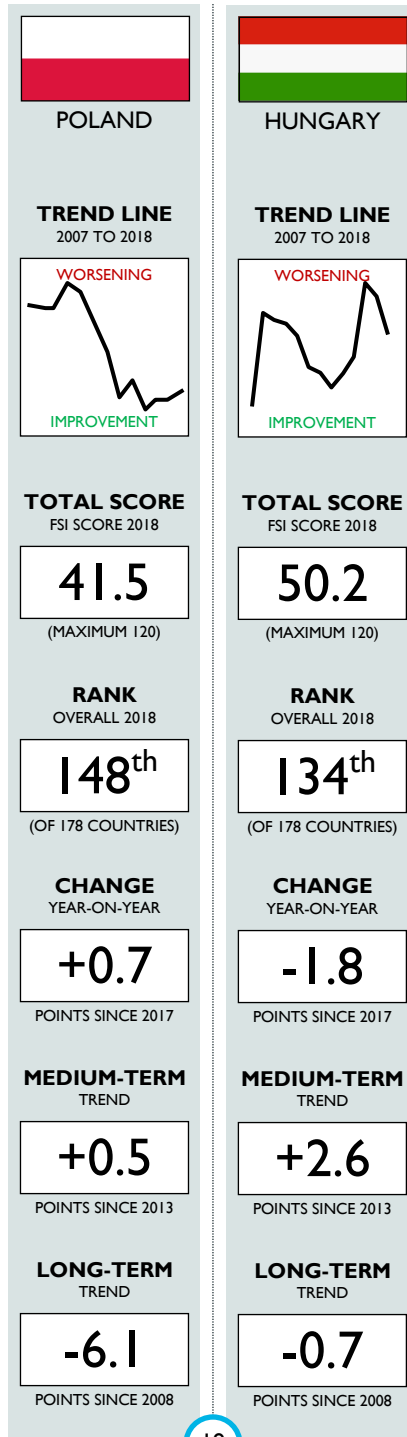 POLAND
TREND LINE
2007 TO 2018
WORSENING
IMPROVEMENT
TOTAL SCORE
FSI SCORE 2018
41.5
(MAXIMUM 120)
RANK
OVERALL 2018
148th
(OF 178 COUNTRIES)
CHANGE
YEAR-ON-YEAR
+0.7
POINTS SINCE 2017
MEDIUM-TERM
TREND
+0.5
POINTS SINCE 2013
LONG-TERM
TREND
-6.1
POINTS SINCE 2008
HUNGARY
TREND LINE
2007 TO 2018
WORSENING
IMPROVEMENT
TOTAL SCORE
FSI SCORE 2018
50.2
(MAXIMUM 120)
RANK
OVERALL 2018
134th
(OF 178 COUNTRIES)
CHANGE
YEAR-ON-YEAR
-1.8
POINTS SINCE 2017
MEDIUM-TERM
TREND
+2.6
POINTS SINCE 2013
LONG-TERM
TREND
-0.7
POINTS SINCE 2008